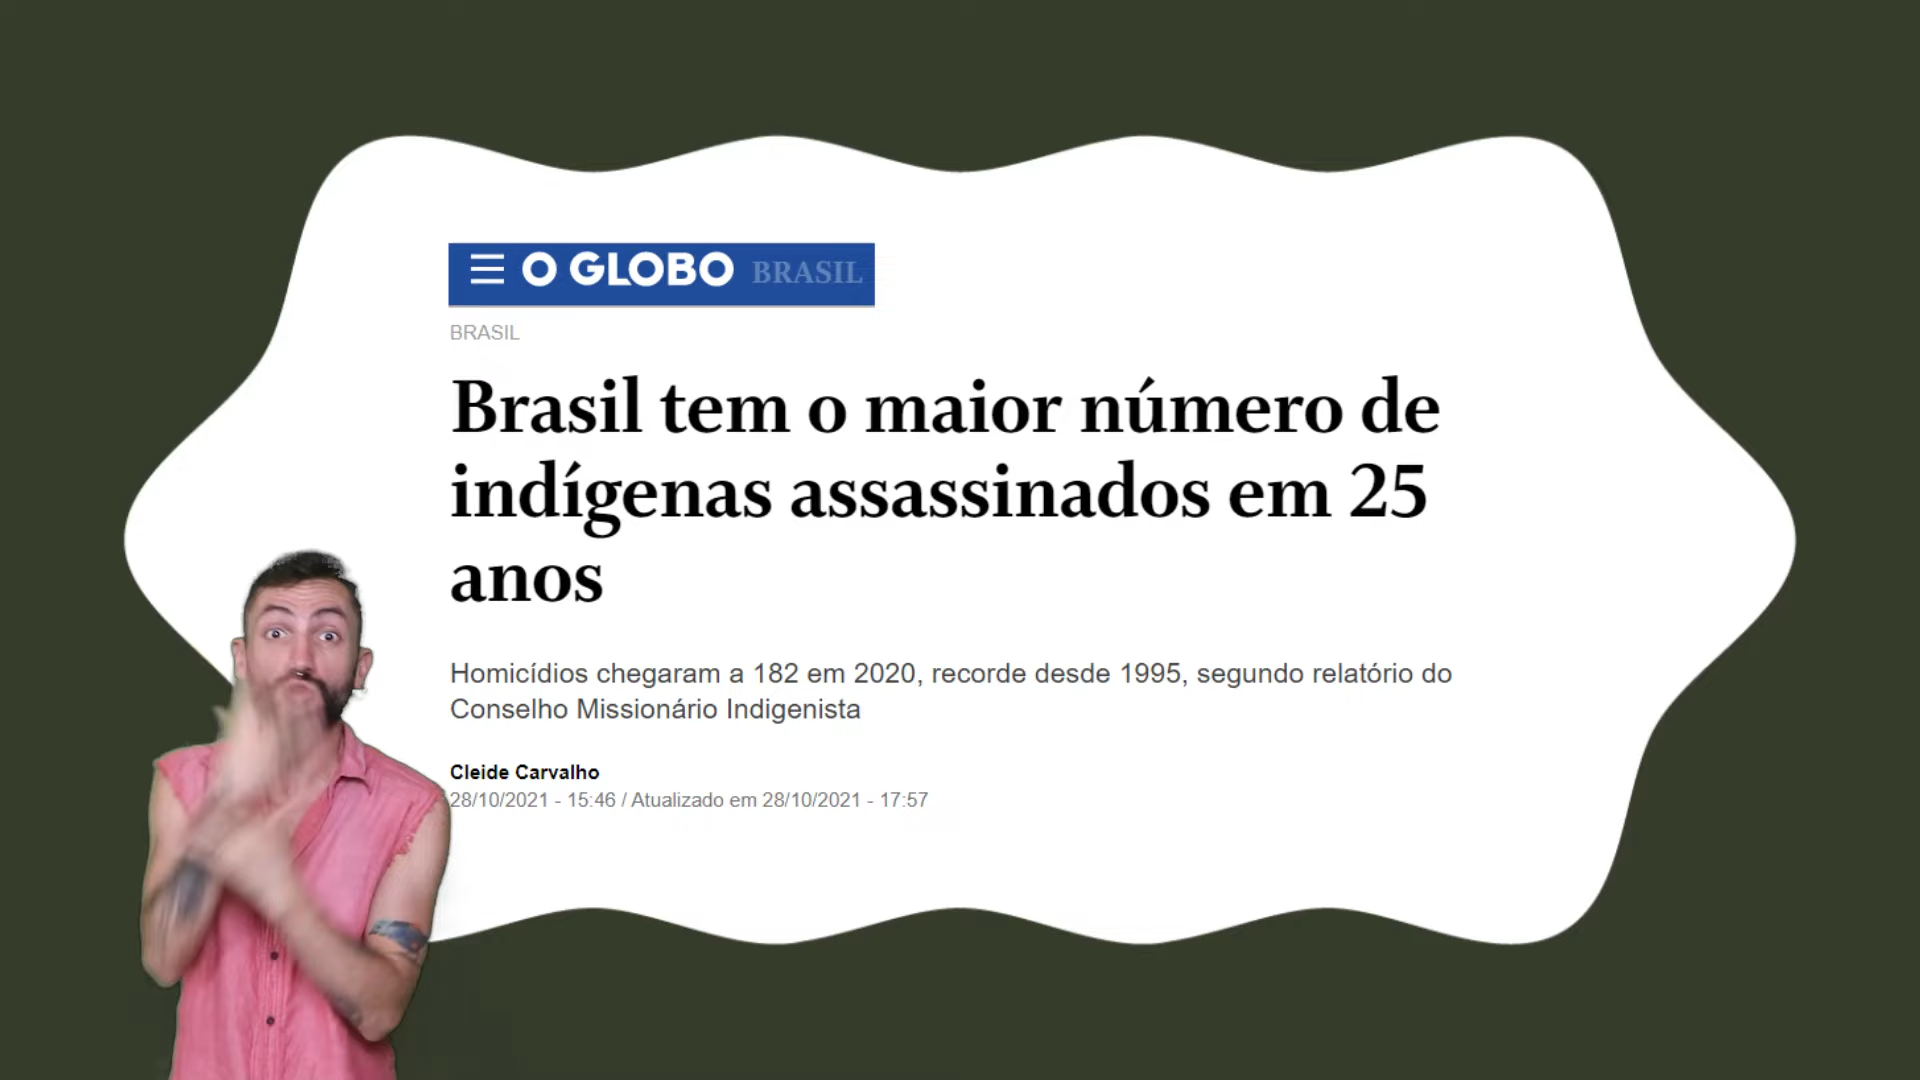 O GLOBO BRASIL
BRASIL
Brasil tem o maior número de
indígenas assassinados em 25
anos
Homicídios chegaram a 182 em 2020, recorde desde 1995, segundo relatório do
Conselho Missionário Indigenista
Cleide Carvalho
28/10/2021 - 15:46 / Atualizado em 28/10/2021 - 17:57